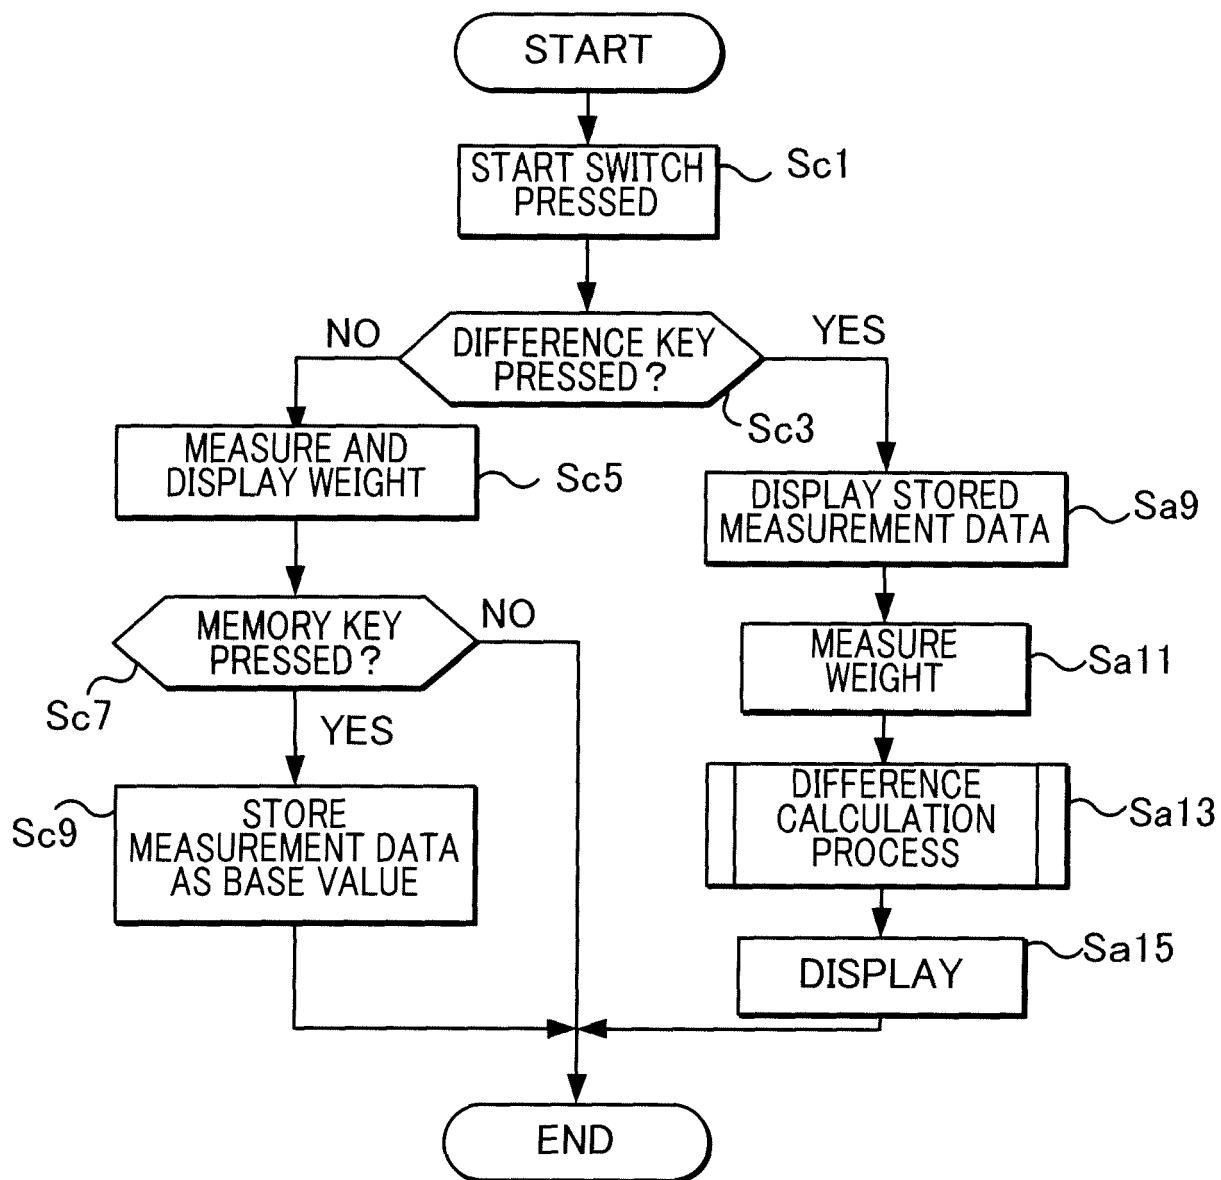 START
START SWITCH
PRESSED
Sc1
DIFFERENCE KEY
PRESSED?
NO
YES
Sc3
MEASURE AND
DISPLAY WEIGHT
Sc5
DISPLAY STORED
MEASUREMENT DATA
Sa9
MEMORY KEY
PRESSED?
NO
Sc7
YES
MEASURE
WEIGHT
Sa11
STORE
MEASUREMENT DATA
AS BASE VALUE
Sc9
DIFFERENCE
CALCULATION
PROCESS
Sa13
DISPLAY
Sa15
END